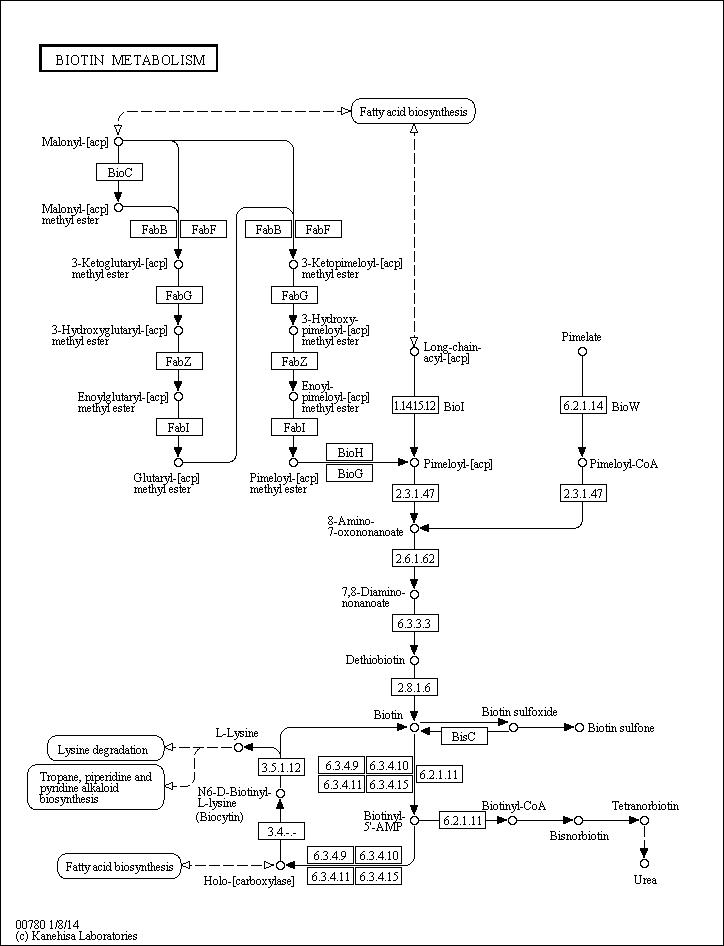 BIOTIN METABOLISM
Fatty acid biosynthesis
Malonyl-[acp]
BioC
Malonyl-[acp]
methyl ester
FabB
FabF
FabB
FabF
3-Ketoglutaryl-[acp]
methyl ester
3-Ketopimeloyl-[acp]
methyl ester
FabG
FabG
3-Hydroxyglutaryl-[acp]
methyl ester
3-Hydroxy-
pimeloyl-[acp]
methyl ester
Long-chain-
acyl-[acp]
Pimelate
FabZ
FabZ
Enoylglutaryl-[acp]
methyl ester
Enoyl-
pimeloyl-[acp]
methyl ester
1.14.15.12
BioI
6.2.1.14
BioW
FabI
FabI
Glutaryl-[acp]
methyl ester
Pimeloyl-[acp]
methyl ester
BioH
BioG
Pimeloyl-[acp]
Pimeloyl-CoA
2.3.1.47
2.3.1.47
8-Amino-
7-oxononanoate
2.6.1.62
7,8-Diamino-
nonanoate
6.3.3.3
Dethiobiotin
2.8.1.6
Biotin
Biotin sulfoxide
Biotin sulfone
BisC
L-Lysine
Lysine degradation
3.5.1.12
6.3.4.9
6.3.4.10
6.3.4.11
6.3.4.15
6.2.1.11
Tropane, piperidine and
pyridine alkaloid
biosynthesis
N6-D-Biotinyl-
L-lysine
(Biocytin)
Biotinyl-
5'-AMP
6.2.1.11
Biotinyl-CoA
Bisnorbiotin
Tetranorbiotin
3.4.-.-
Fatty acid biosynthesis
Holo-[carboxylase]
6.3.4.9
6.3.4.10
6.3.4.11
6.3.4.15
Urea
00780 1/8/14
(c) Kanehisa Laboratories